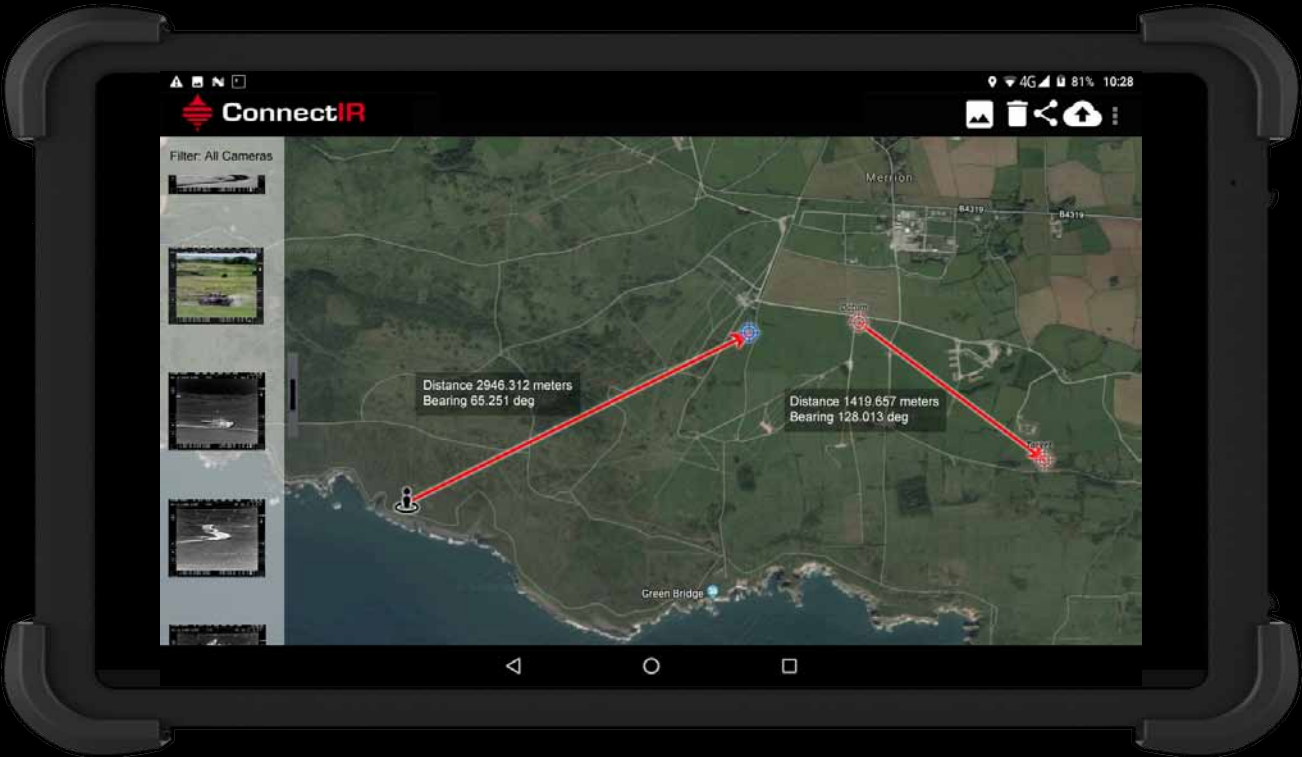 4G 81% 10:28
ConnectIR
Filter: All Cameras
Merrion
B4319
B4319
Distance 2946.312 meters
Bearing 65.251 deg
Distance 1419.657 meters
Bearing 128.013 deg
Target
Green Bridge